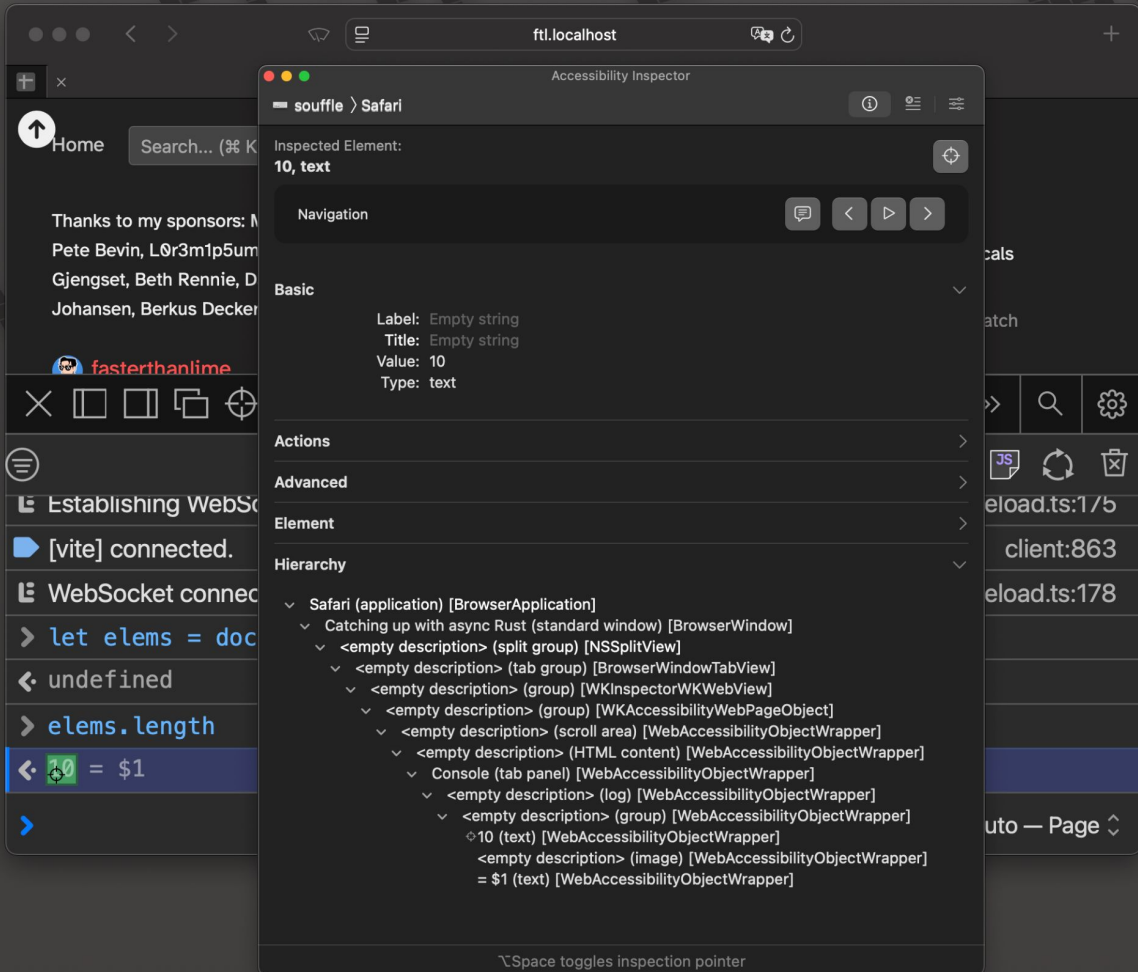 ftl.localhost
Accessibility Inspector
souffle 〉Safari
Home
Search... (⌘ K
Inspected Element:
10, text
Navigation
Thanks to my sponsors:
Pete Bevin, L0r3m1p5um
Gjengset, Beth Rennie, D
Johansen, Berkus Decker
cals
atch
fasterthanlime
Basic
Label: Empty string
Title: Empty string
Value: 10
Type: text
Actions
Advanced
Element
Hierarchy
JS
Establishing WebSo
eload.ts:175
[vite] connected.
client:863
WebSocket connec
eload.ts:178
let elems = doc
undefined
elems.length
10 = $1
uto — Page
Safari (application) [BrowserApplication]
Catching up with async Rust (standard window) [BrowserWindow]
<empty description> (split group) [NSSplitView]
<empty description> (tab group) [BrowserWindowTabView]
<empty description> (group) [WKInspectorWKWebView]
<empty description> (group) [WKAccessibilityWebPageObject]
<empty description> (scroll area) [WebAccessibilityObjectWrapper]
<empty description> (HTML content) [WebAccessibilityObjectWrapper]
Console (tab panel) [WebAccessibilityObjectWrapper]
<empty description> (log) [WebAccessibilityObjectWrapper]
<empty description> (group) [WebAccessibilityObjectWrapper]
10 (text) [WebAccessibilityObjectWrapper]
<empty description> (image) [WebAccessibilityObjectWrapper]
= $1 (text) [WebAccessibilityObjectWrapper]
⌥Space toggles inspection pointer